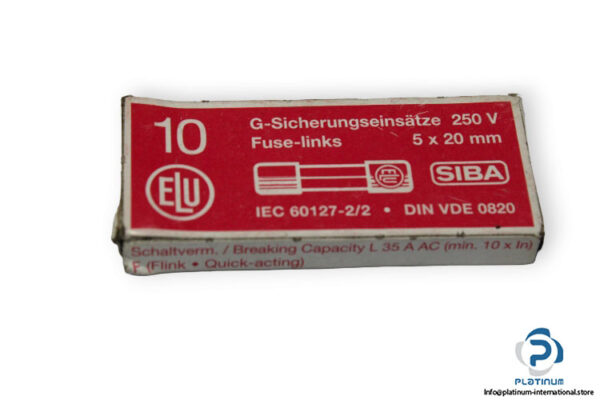 10
G-Sicherungseinsätze 250 V
Fuse-links 5 x 20 mm
ELU
ELU
SIBA
IEC 60127-2/2 • DIN VDE 0820
Schaltverm. / Breaking Capacity L 35 A AC (min. 10 x In)
F (Flink • Quick-acting)
P
PLATINUM
Info@platinum-international.store